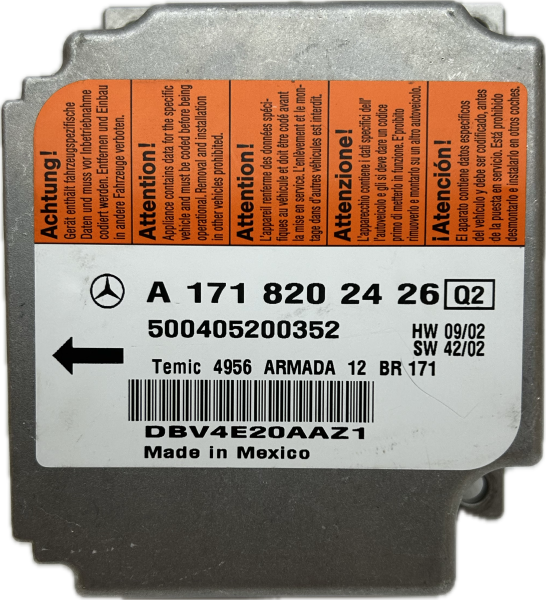 Achtung!
Gerät enthält fahrzeugspezifische
Daten und muss vor Inbetriebnahme
codiert werden. Entfernen und Einbau
in andere Fahrzeuge verboten.
Attention!
Appliance contains data for the specific
vehicle and must be coded before being
operational. Removal and installation
in other vehicles prohibited.
Attention!
L'appareil renferme des données spéci-
fiques au véhicule et doit être codé avant
la mise en service. L'enlèvement et le mon-
tage dans d'autres véhicules est interdit.
Attenzione!
L'apparecchio contiene i dati specifici dell'
l'autoveicolo e gli si deve dare un codice
primo di metterlo in funzione. E'proibito
rimuoverlo e montarlo su un altro autoveicolo.
¡Atención!
El aparato contiene datos específicos
del vehículo y debe ser codificado, antes
de la puesta en servicio. Está prohibido
desmontarlo e instalarlo en otros coches.
A 171 820 24 26 Q2
500405200352
HW 09/02
SW 42/02
Temic 4956 ARMADA 12 BR 171
DBV4E20AAZ1
Made in Mexico